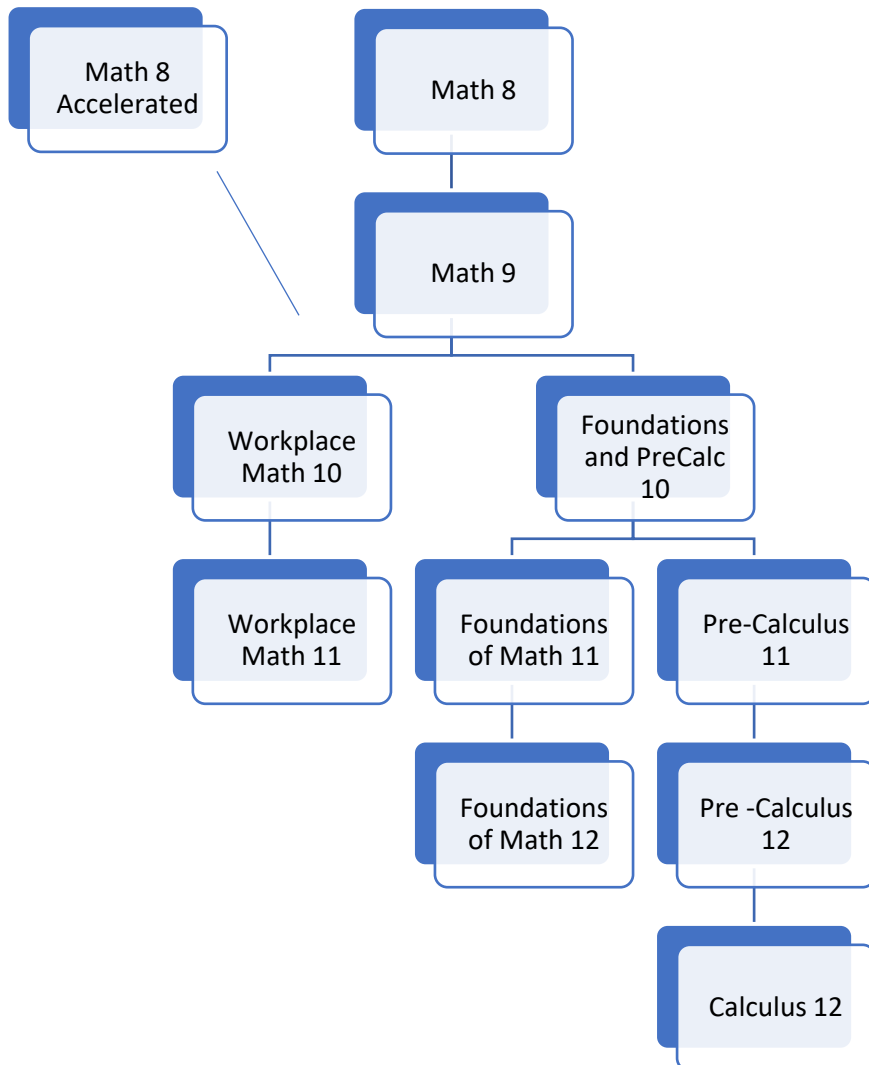 Math 8
Accelerated
Math 8
Math 9
Workplace
Math 10
Foundations
and PreCalc
10
Workplace
Math 11
Foundations
of Math 11
Pre-Calculus
11
Foundations
of Math 12
Pre -Calculus
12
Calculus 12